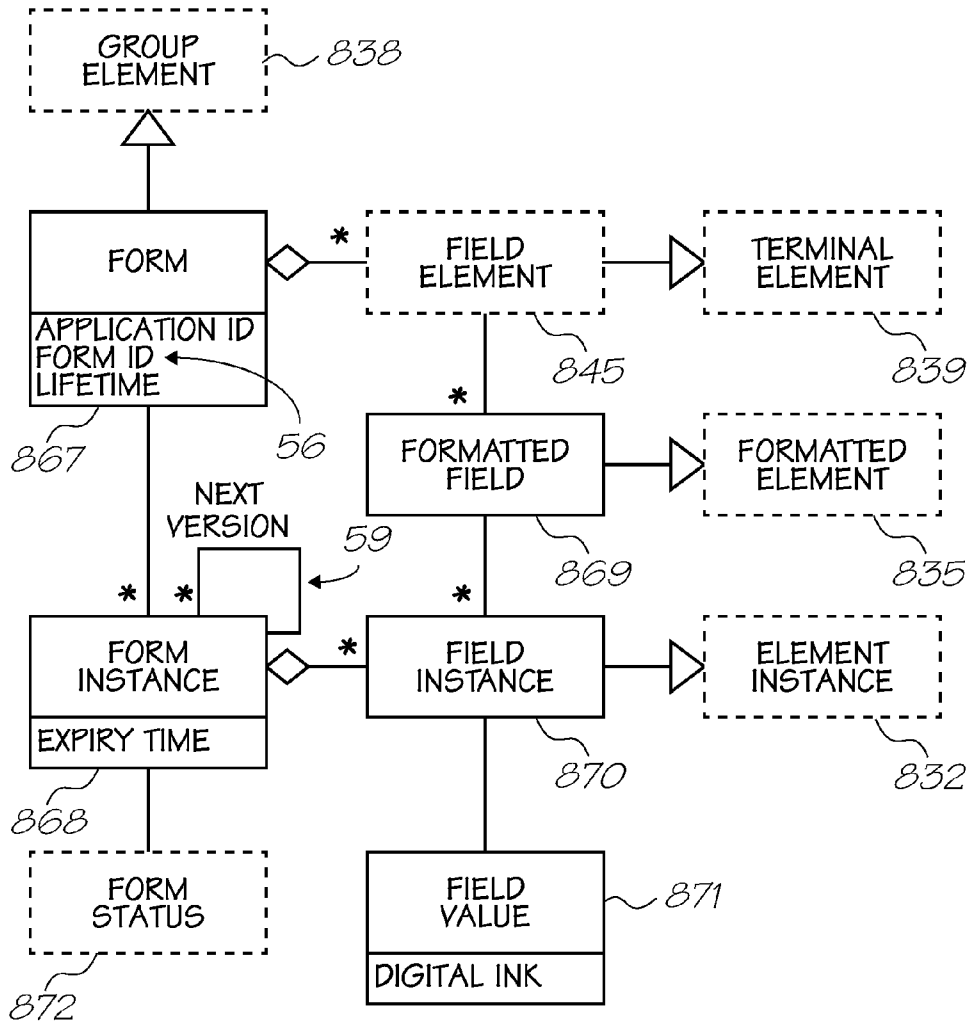 GROUP
ELEMENT
838
FORM
*
FIELD
ELEMENT
TERMINAL
ELEMENT
APPLICATION ID
FORM ID
LIFETIME
845
839
867
56
*
FORMATTED
FIELD
FORMATTED
ELEMENT
NEXT
VERSION
59
869
835
*
*
*
FORM
INSTANCE
*
FIELD
INSTANCE
ELEMENT
INSTANCE
EXPIRY TIME
870
832
868
FORM
STATUS
FIELD
VALUE
871
DIGITAL INK
872